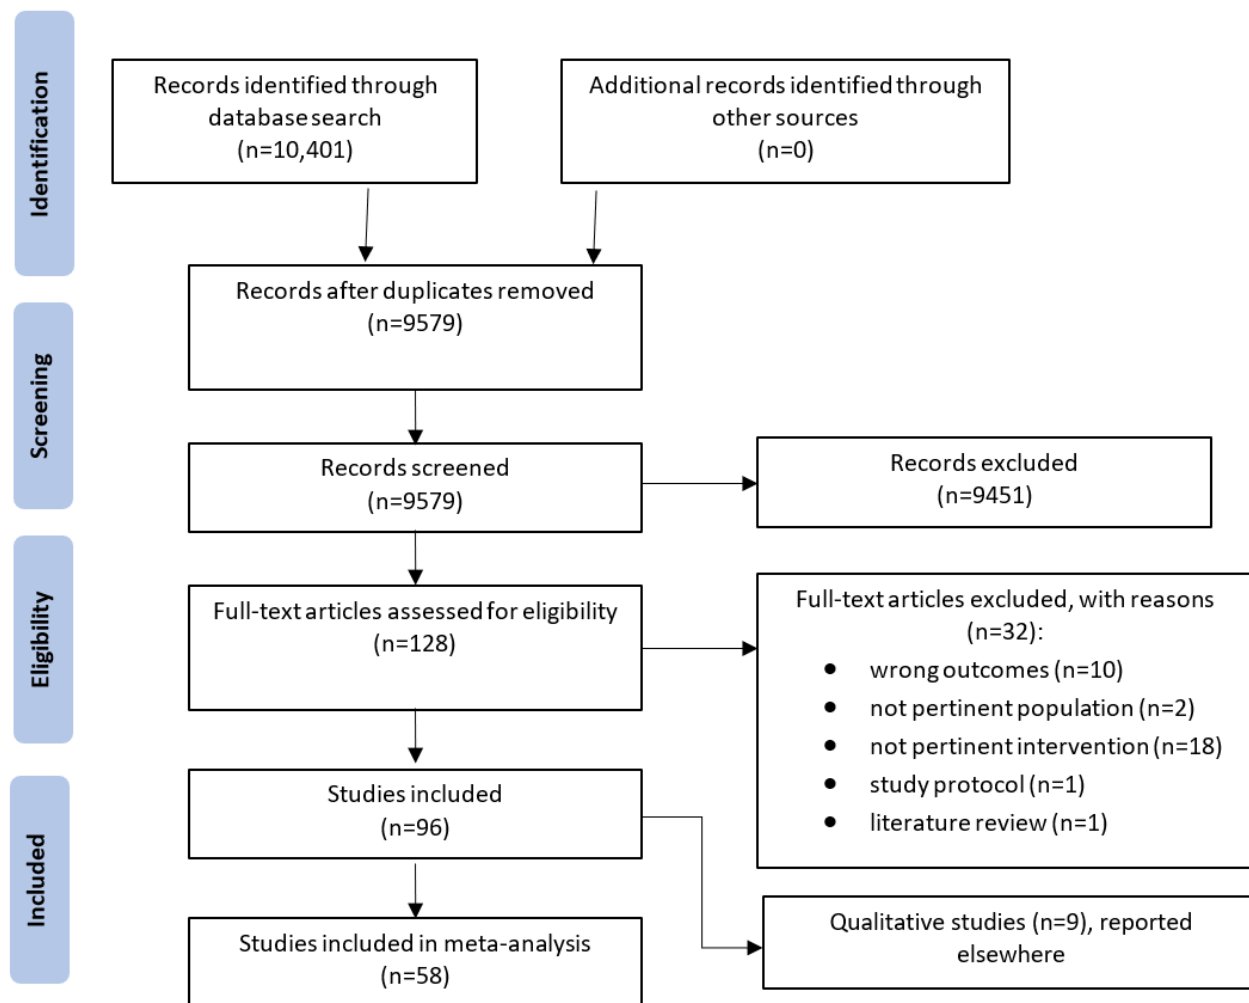 Identification
Records identified through
database search
(n=10,401)
Additional records identified through
other sources
(n=0)
Records after duplicates removed
(n=9579)
Screening
Records screened
(n=9579)
Records excluded
(n=9451)
Eligibility
Full-text articles assessed for eligibility
(n=128)
Full-text articles excluded, with reasons
(n=32):
● wrong outcomes (n=10)
● not pertinent population (n=2)
● not pertinent intervention (n=18)
● study protocol (n=1)
● literature review (n=1)
Included
Studies included
(n=96)
Qualitative studies (n=9), reported
elsewhere
Studies included in meta-analysis
(n=58)